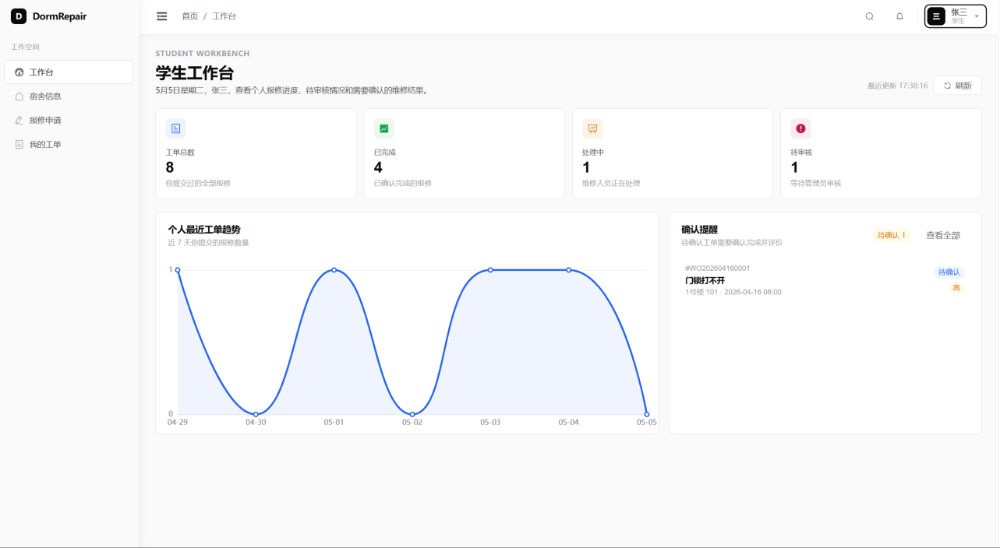 D DormRepair
首页 / 工作台
三 张三
学生
工作空间
工作台
宿舍信息
报修申请
我的工单
STUDENT WORKBENCH
学生工作台
5月5日星期二，张三，查看个人报修进度、待审核情况和需要确认的维修结果。
最近更新 17:38:16 刷新
工单总数
8
你提交过的全部报修
已完成
4
已确认完成的报修
处理中
1
维修人员正在处理
待审核
1
等待管理员审核
个人最近工单趋势
近 7 天你提交的报修数量
1
0
04-29 04-30 05-01 05-02 05-03 05-04 05-05
确认提醒
待确认工单需要确认完成并评价
待确认 1 查看全部
#WO202604160001
门锁打不开
1号楼 101 · 2026-04-16 08:00
待确认
高